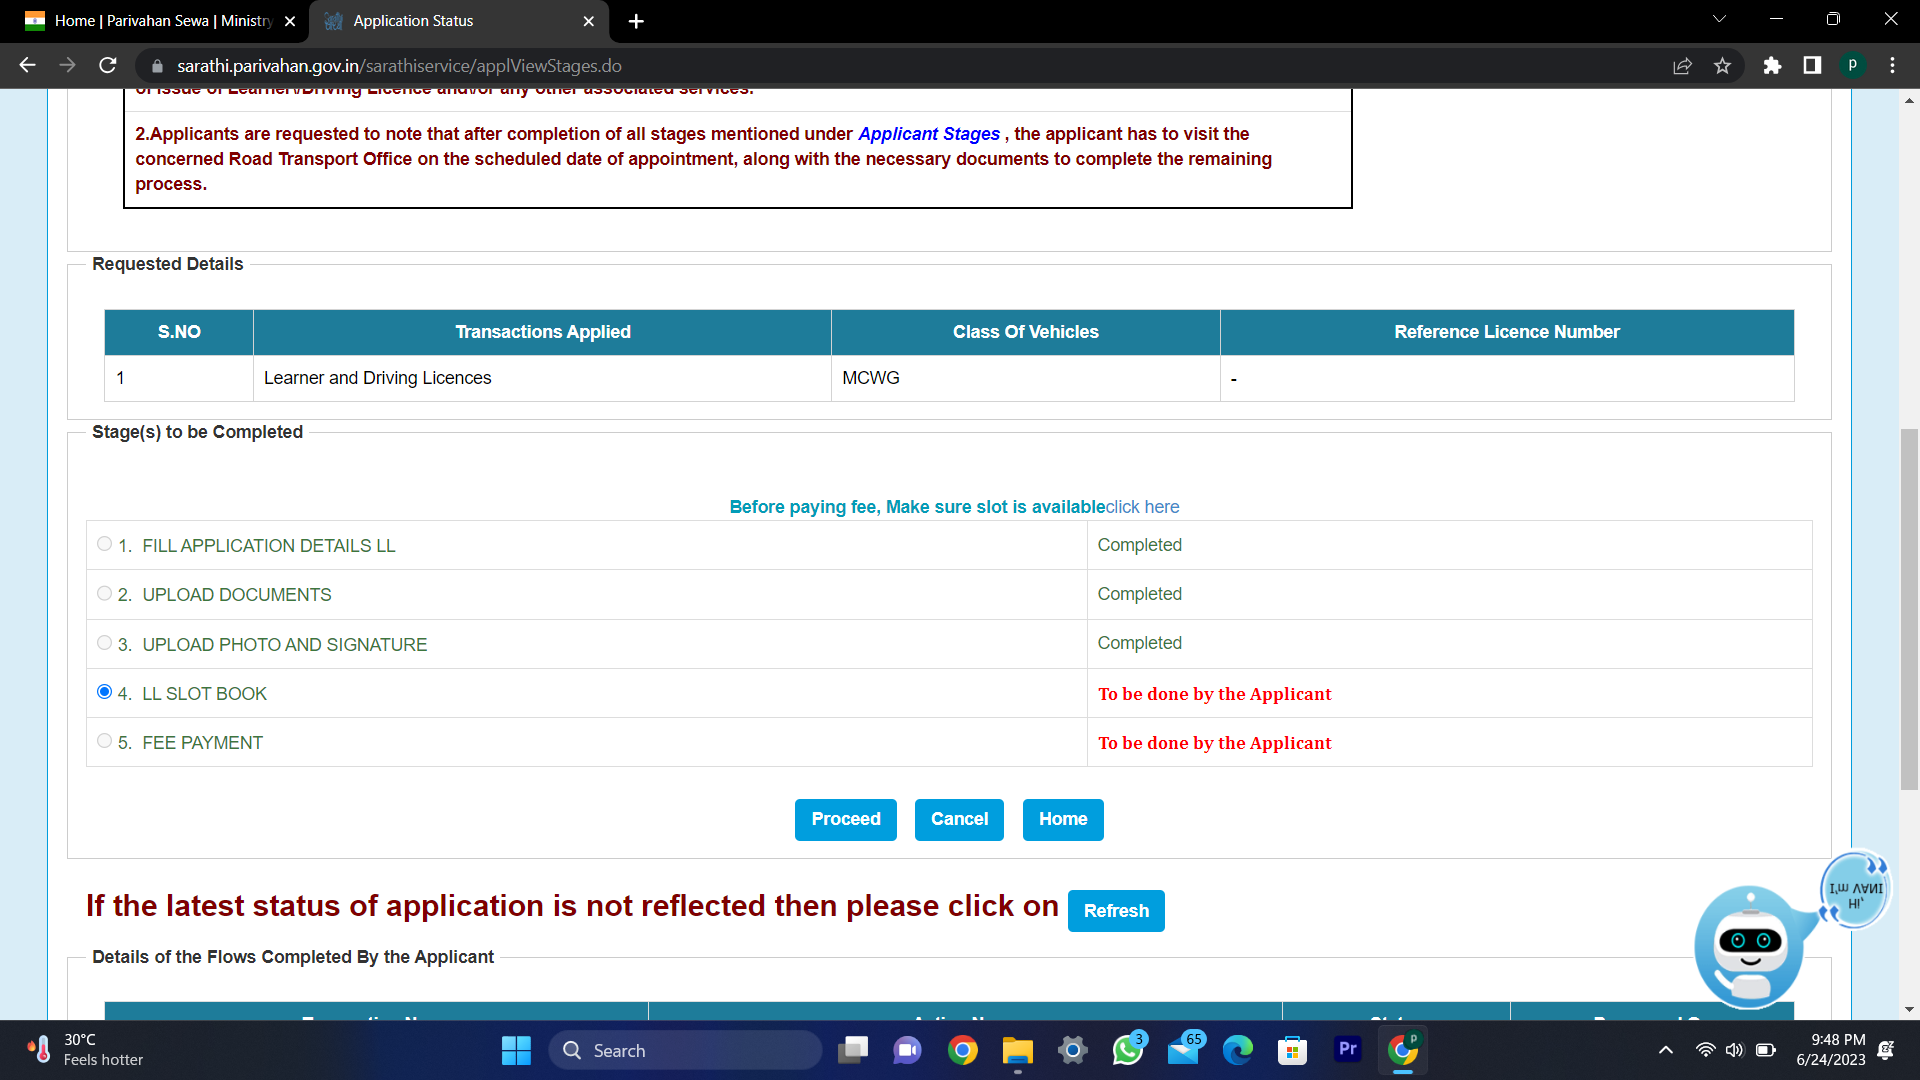 Home | Parivahan Sewa | Ministry
Application Status
sarathi.parivahan.gov.in/sarathiservice/applViewStages.do
P
of issue of Learner/Driving Licence and/or any other associated services.
2.Applicants are requested to note that after completion of all stages mentioned under Applicant Stages , the applicant has to visit the
concerned Road Transport Office on the scheduled date of appointment, along with the necessary documents to complete the remaining
process.
Requested Details
S.NO Transactions Applied Class Of Vehicles Reference Licence Number
1 Learner and Driving Licences MCWG -
Stage(s) to be Completed
Before paying fee, Make sure slot is availableclick here
1. FILL APPLICATION DETAILS LL Completed
2. UPLOAD DOCUMENTS Completed
3. UPLOAD PHOTO AND SIGNATURE Completed
4. LL SLOT BOOK To be done by the Applicant
5. FEE PAYMENT To be done by the Applicant
Proceed Cancel Home
Hi,
I'm VANI
If the latest status of application is not reflected then please click on Refresh
Details of the Flows Completed By the Applicant
30°C
Feels hotter
Search
3
65
Pr
P
9:48 PM
6/24/2023